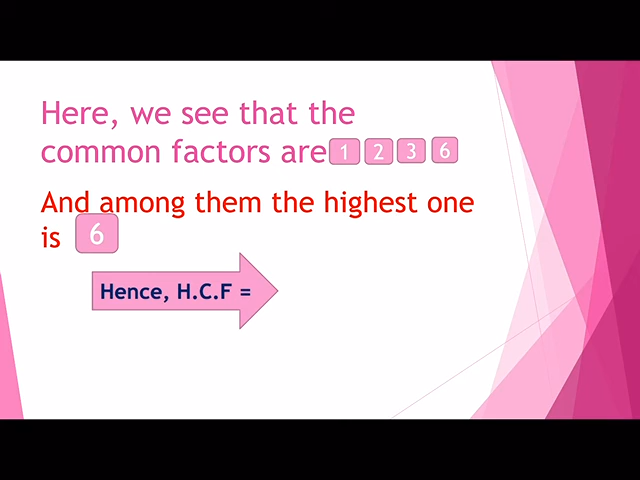 Here, we see that the
common factors are 1 2 3 6
And among them the highest one
is 6
Hence, H.C.F =